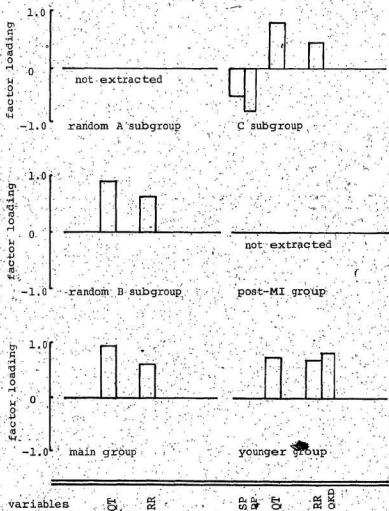 factor loading
1.0
0
-1.0
not extracted
random A subgroup
C subgroup
factor loading
1.0
0
-1.0
random B subgroup
not extracted
post-MI group
factor loading
1.0
0
-1.0
main group
younger group
variables
QT
RR
SP
DP
QT
RR
QKD